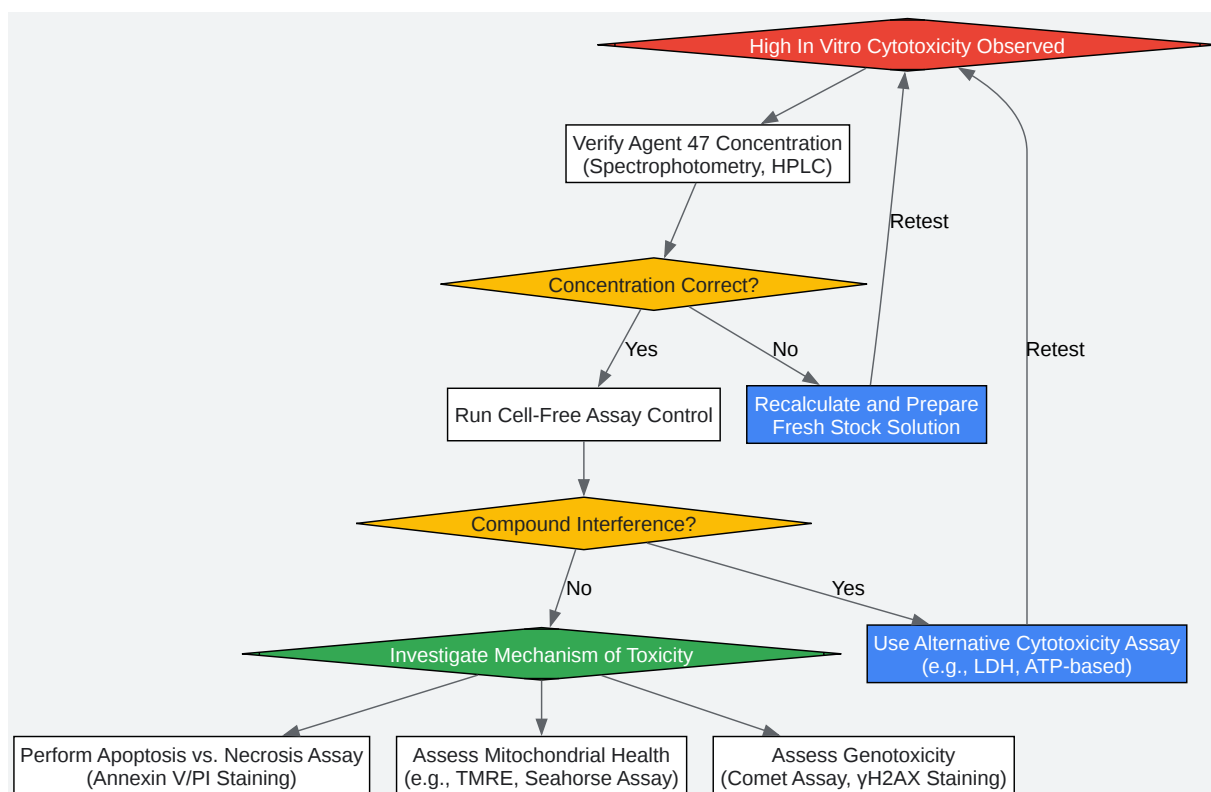 High In Vitro Cytotoxicity Observed
Verify Agent 47 Concentration
(Spectrophotometry, HPLC)
Retest
Concentration Correct?
Yes
No
Retest
Run Cell-Free Assay Control
Recalculate and Prepare
Fresh Stock Solution
Compound Interference?
No
Yes
Investigate Mechanism of Toxicity
Use Alternative Cytotoxicity Assay
(e.g., LDH, ATP-based)
Perform Apoptosis vs. Necrosis Assay
(Annexin V/PI Staining)
Assess Mitochondrial Health
(e.g., TMRE, Seahorse Assay)
Assess Genotoxicity
(Comet Assay, γH2AX Staining)